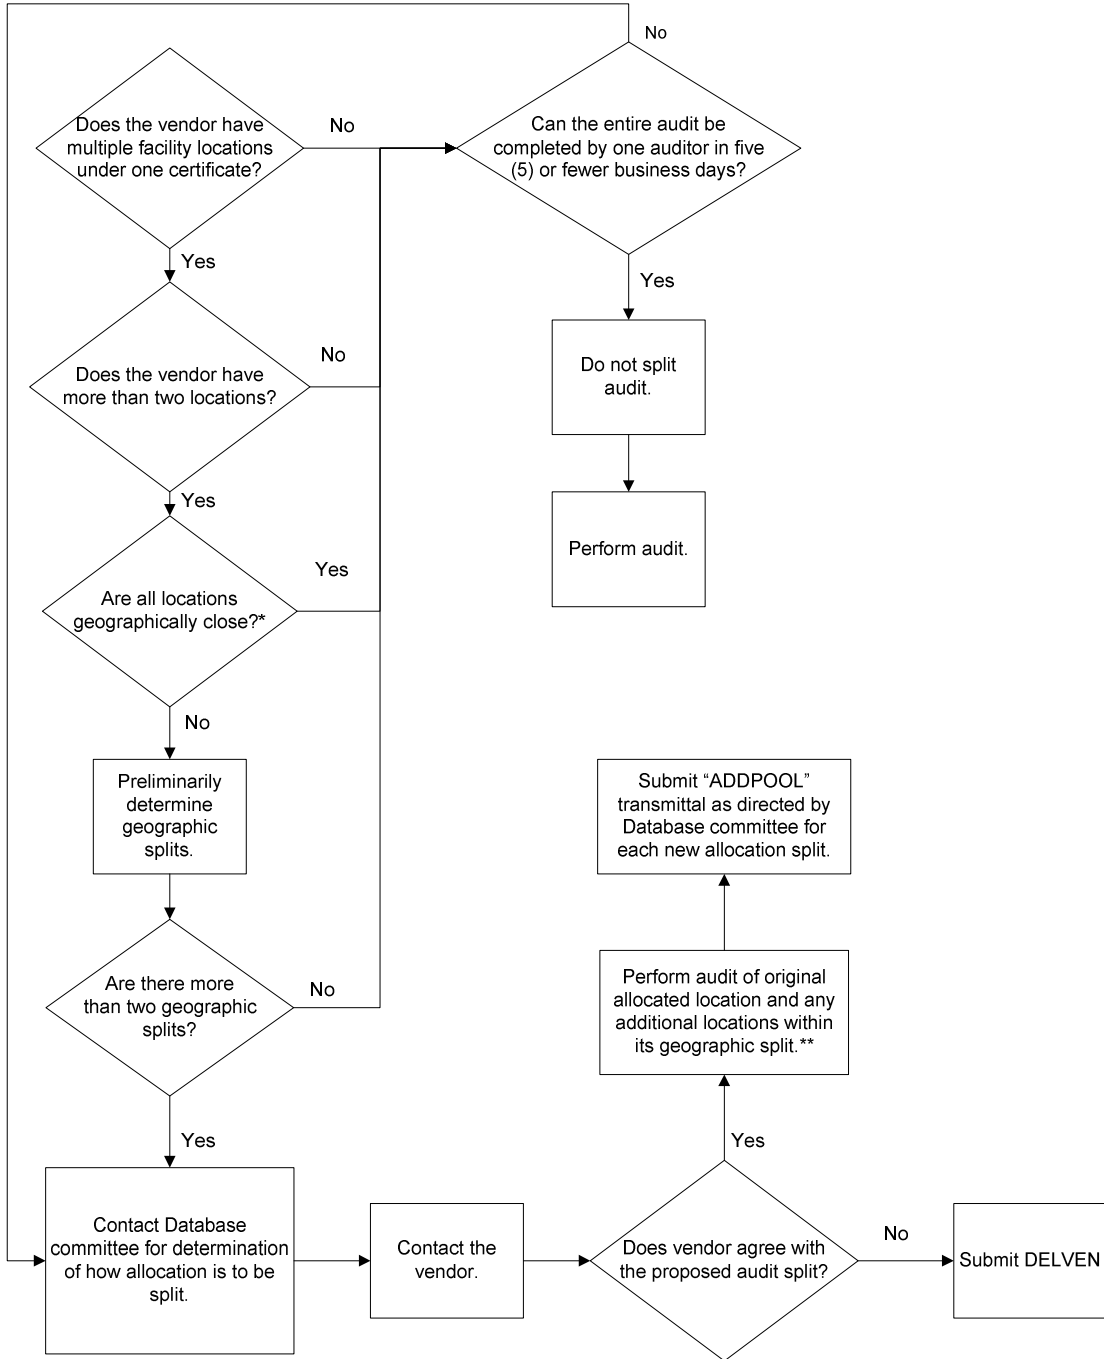 No
Does the vendor have
multiple facility locations
under one certificate?
No
Can the entire audit be
completed by one auditor in five
(5) or fewer business days?
Yes
Yes
Does the vendor have
more than two locations?
No
Do not split
audit.
Yes
Perform audit.
Are all locations
geographically close?*
Yes
No
Preliminarily
determine
geographic
splits.
Submit “ADDPOOL”
transmittal as directed by
Database committee for
each new allocation split.
Are there more
than two geographic
splits?
No
Perform audit of original
allocated location and any
additional locations within
its geographic split.**
Yes
Yes
Contact Database
committee for determination
of how allocation is to be
split.
Contact the
vendor.
Does vendor agree with
the proposed audit split?
No
Submit DELVEN